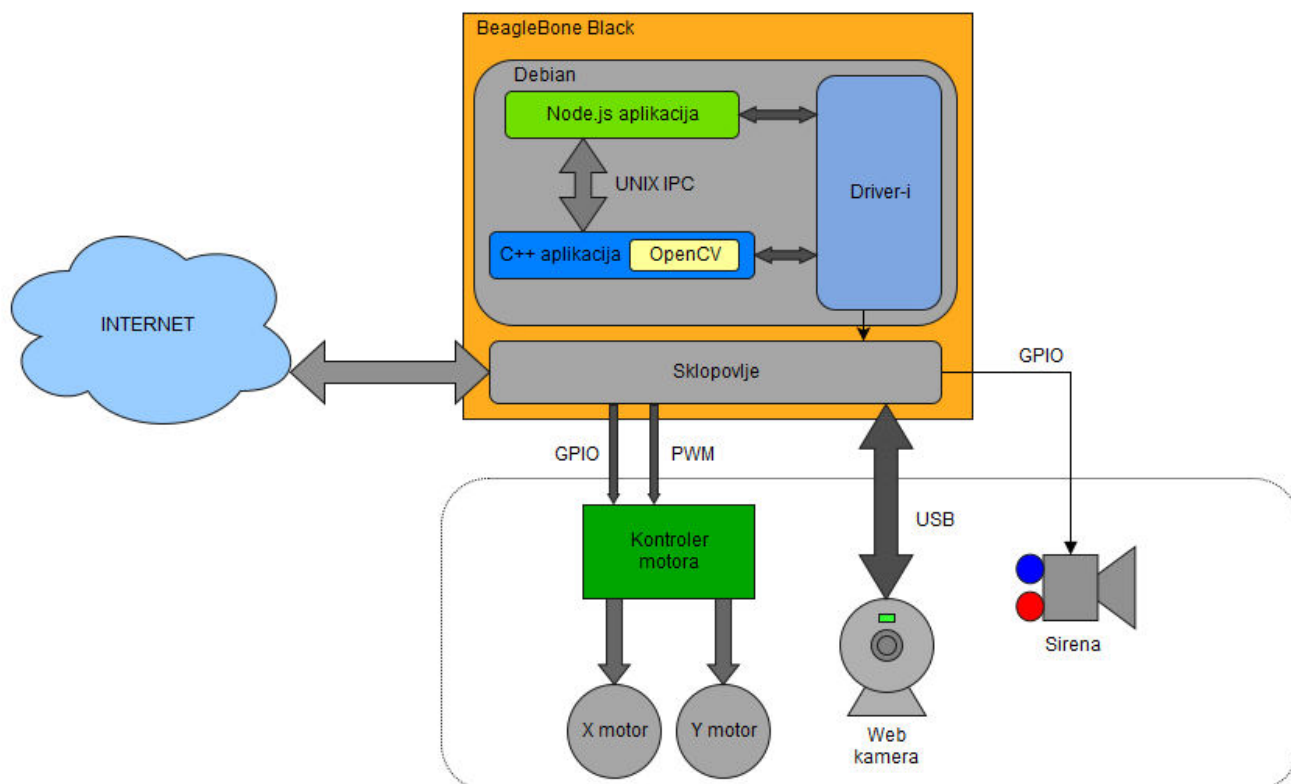 BeagleBone Black
Debian
Node.js aplikacija
UNIX IPC
Driver-i
C++ aplikacija
OpenCV
INTERNET
Sklopovlje
GPIO
GPIO
PWM
USB
Kontroler
motora
Sirena
X motor
Y motor
Web
kamera